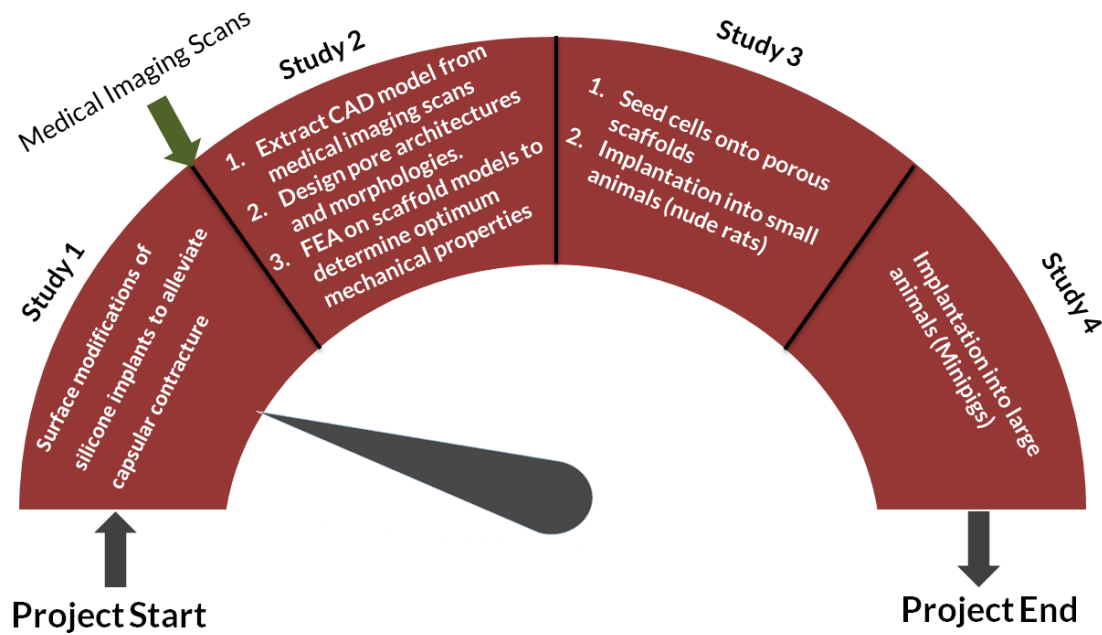 Medical Imaging Scans
Study 1
Surface modifications of
silicone implants to alleviate
capsular contracture
Study 2
1. Extract CAD model from
medical imaging scans
2. Design pore architectures
and morphologies.
3. FEA on scaffold models to
determine optimum
mechanical properties
Study 3
1. Seed cells onto porous
scaffolds
2. Implantation into small
animals (nude rats)
Study 4
Implantation into large
animals (Minipigs)
Project Start
Project End